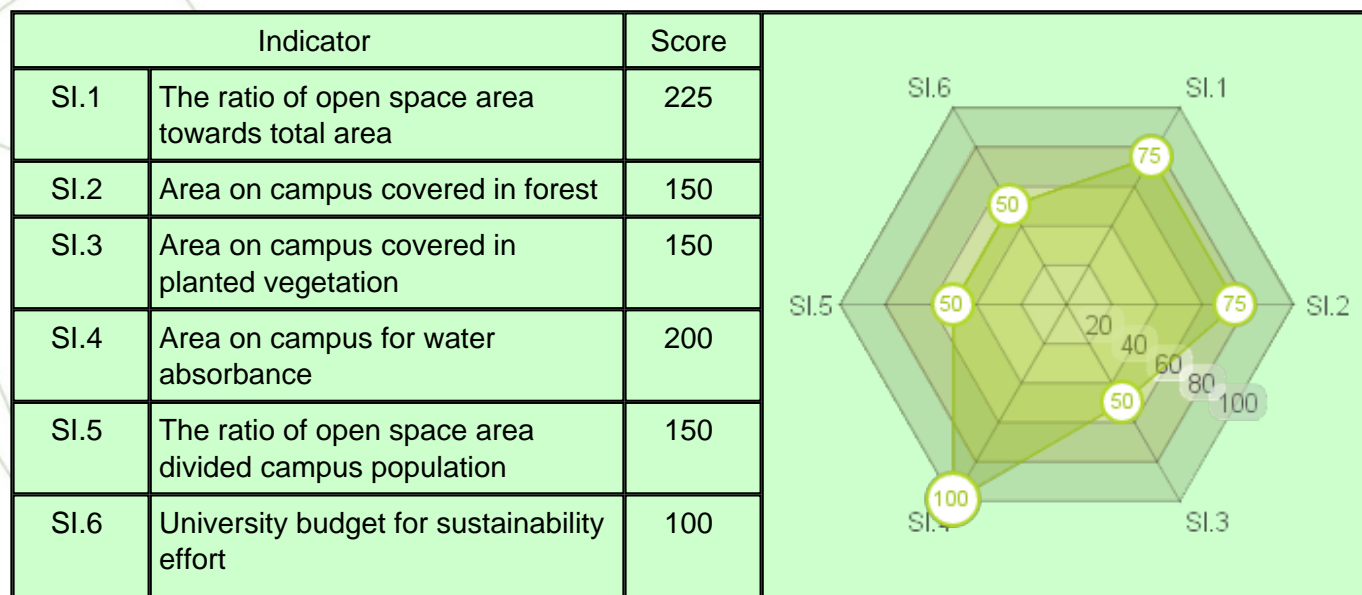 Indicator Score
SI.1 The ratio of open space area 225
towards total area
SI.2 Area on campus covered in forest 150
SI.3 Area on campus covered in 150
planted vegetation
SI.4 Area on campus for water 200
absorbance
SI.5 The ratio of open space area 150
divided campus population
SI.6 University budget for sustainability 100
effort
SI.6 SI.1
75
50
SI.5 50 75 SI.2
20
40
60
80
50 100
100
SI.4 SI.3